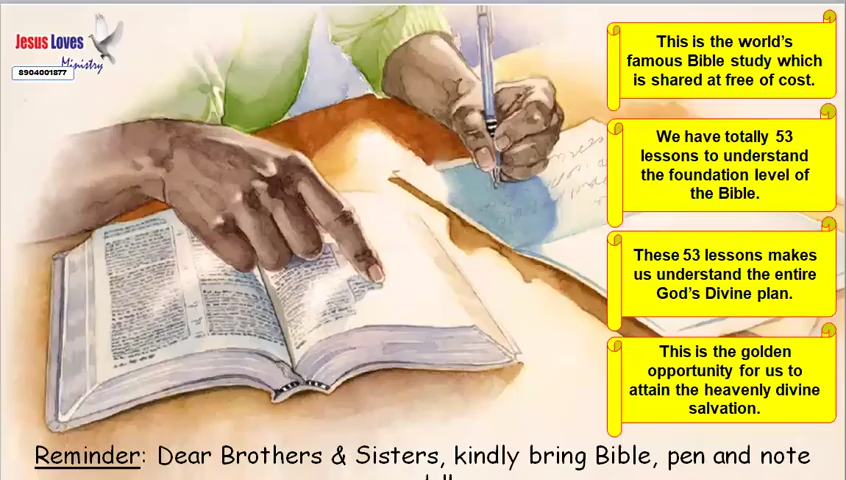 Jesus Loves
Ministry
8904001877
This is the world's
famous Bible study which
is shared at free of cost.
We have totally 53
lessons to understand
the foundation level of
the Bible.
These 53 lessons makes
us understand the entire
God's Divine plan.
This is the golden
opportunity for us to
attain the heavenly divine
salvation.
Reminder: Dear Brothers & Sisters, kindly bring Bible, pen and note